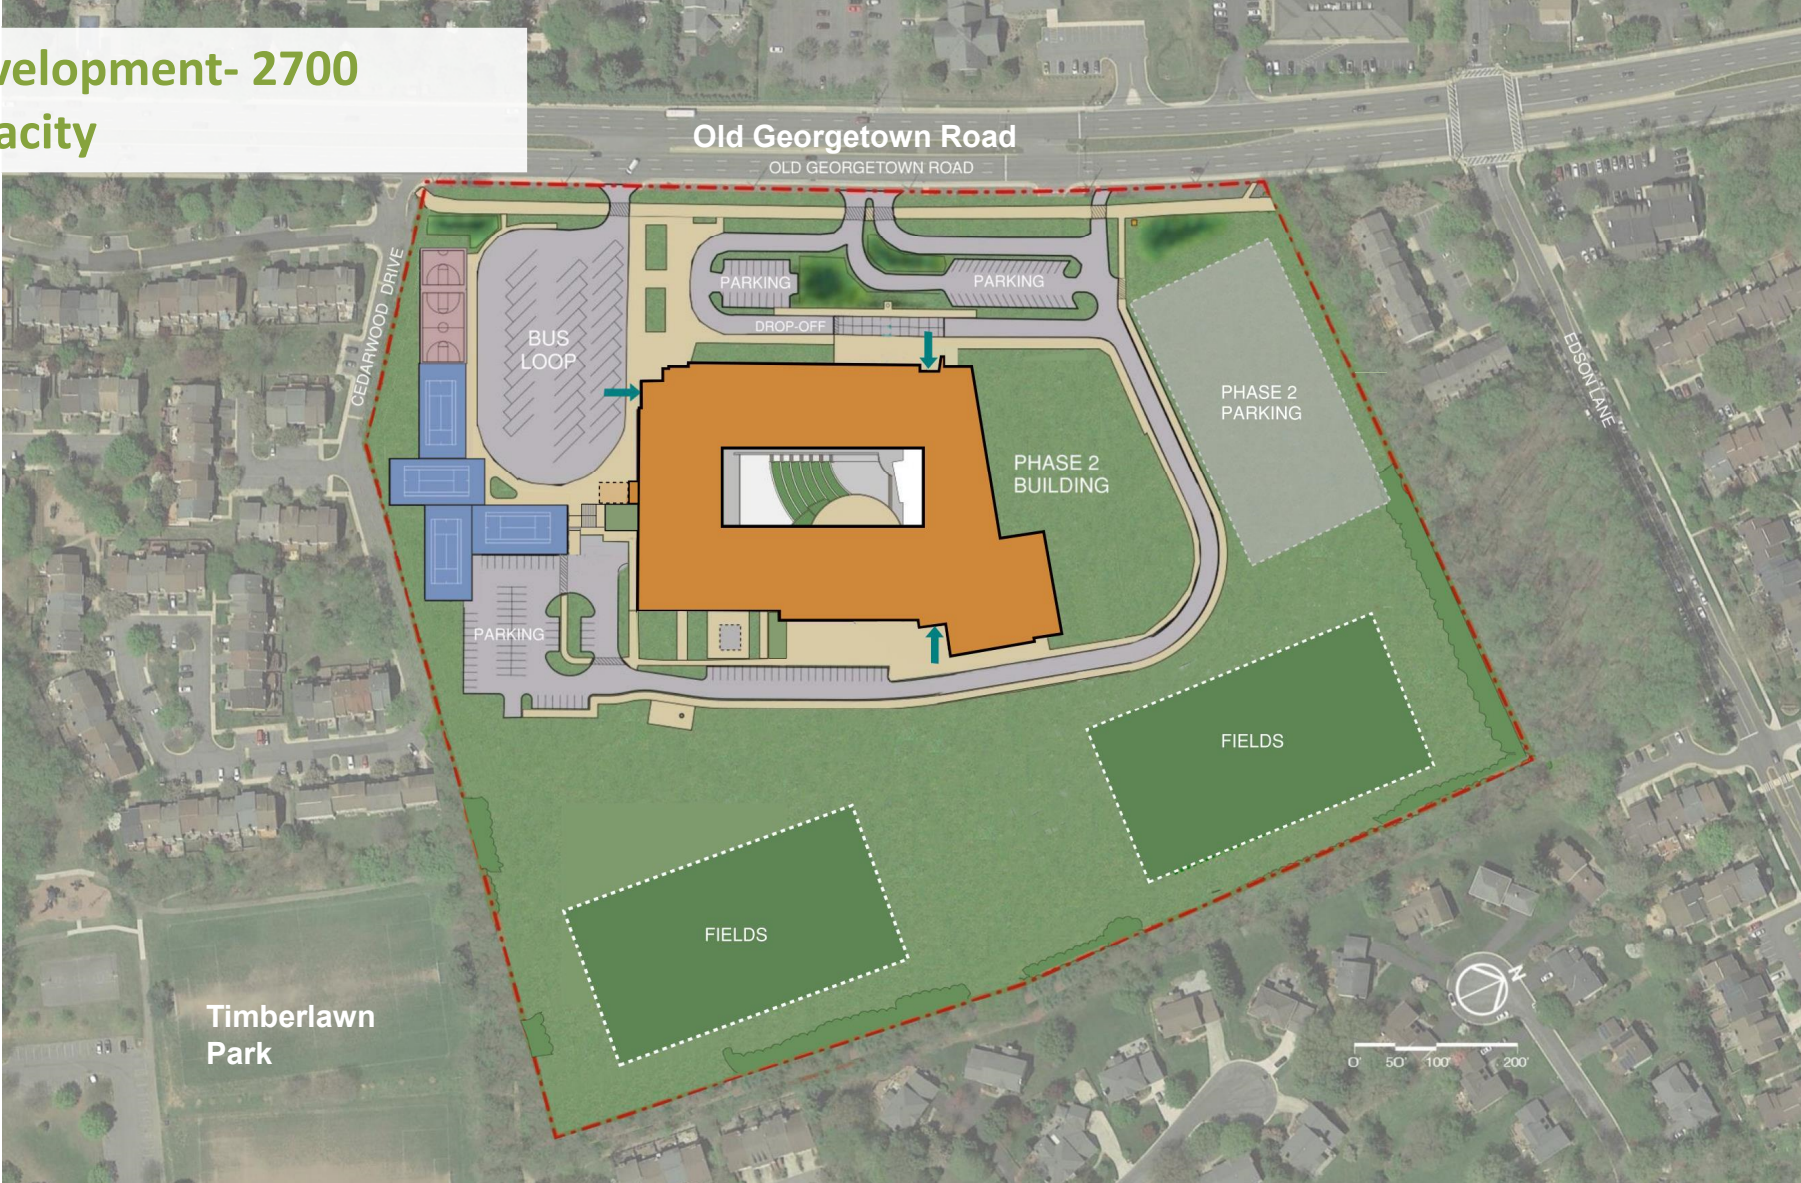 velopment- 2700
acity
Old Georgetown Road
OLD GEORGETOWN ROAD
CEDARWOOD DRIVE
PARKING
PARKING
DROP-OFF
BUS
LOOP
EDSON LANE
PHASE 2
PARKING
PHASE 2
BUILDING
PARKING
FIELDS
FIELDS
Timberlawn
Park
N
0' 50' 100' 200'